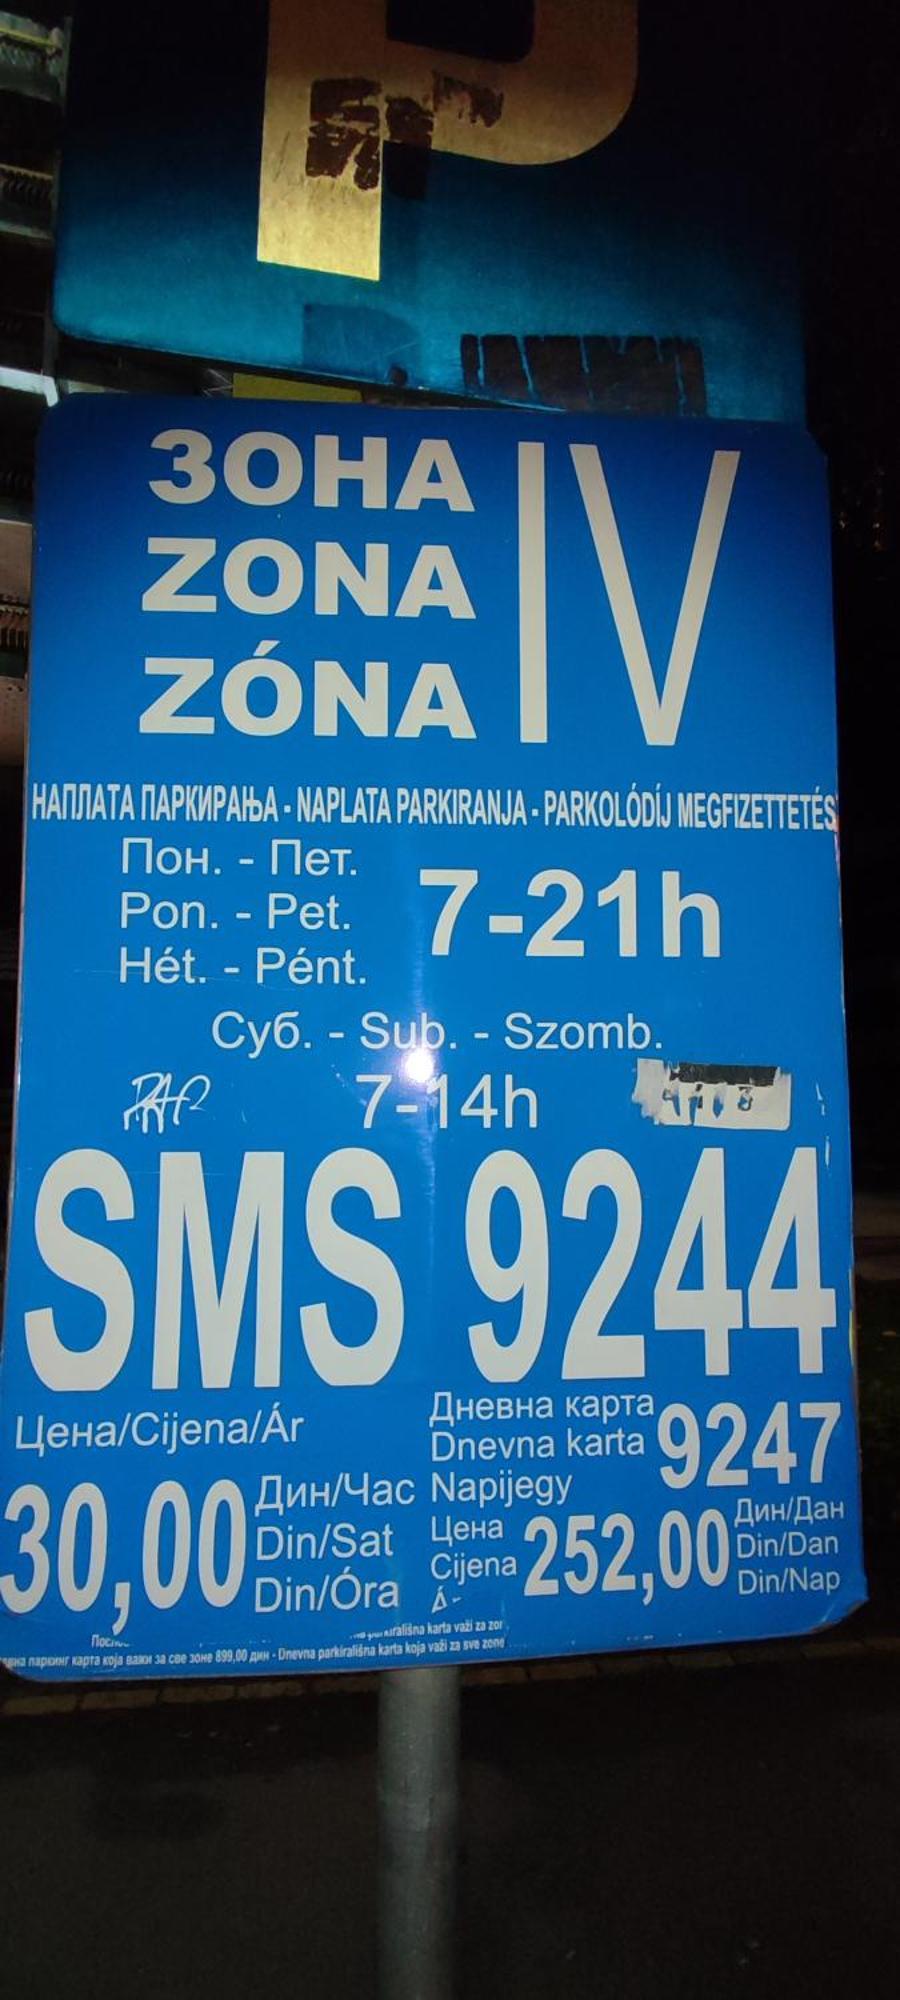 P
ЗОНА
ZONA
ZÓNA
IV
НАПЛАТА ПАРКИРАЊА - NAPLATA PARKIRANJA - PARKOLÓDÍJ MEGFIZETTETÉS
Пон. - Пет.
Pon. - Pet.
Hét. - Pént.
7-21h
Суб. - Sub. - Szomb.
7-14h
SMS 9244
Цена/Cijena/Ár
30,00
Дин/Час
Din/Sat
Din/Óra
Дневна карта
Dnevna karta
Napijegy
9247
Цена
Cijena
252,00
Дин/Дан
Din/Dan
Din/Nap
karta važi za
паркинг карта која важи за све зоне 899,00 дин - Dnevna parkirališna karta koja važi za sve zone